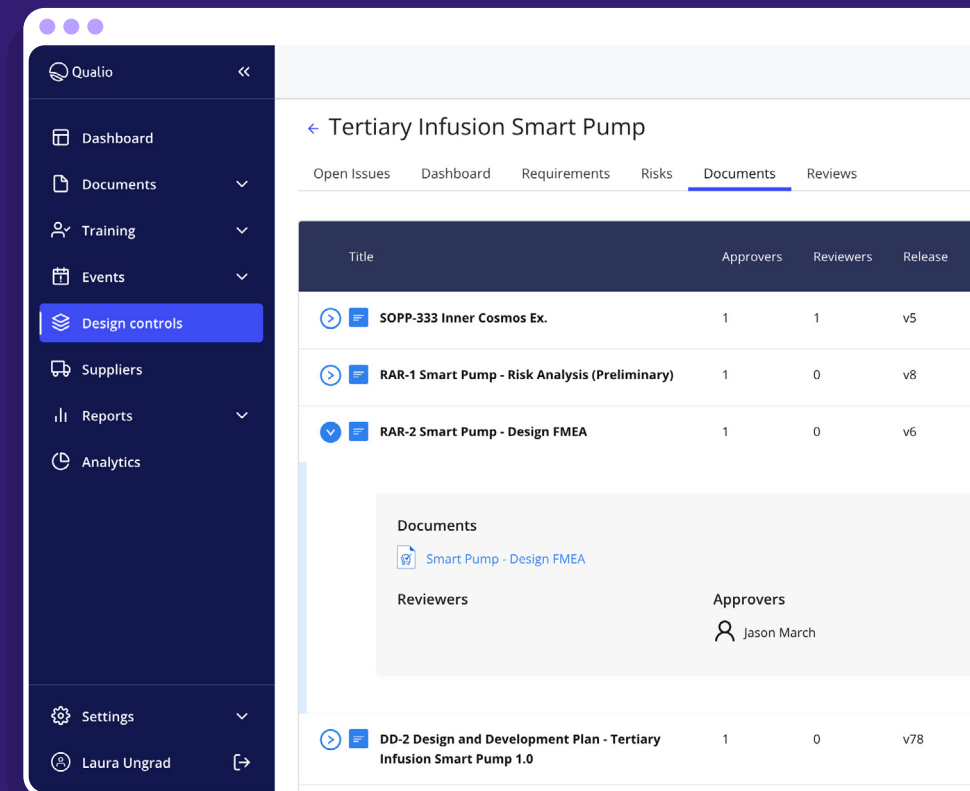 Qualio
Dashboard
Documents
Training
Events
Design controls
Suppliers
Reports
Analytics
Settings
Laura Ungrad
Tertiary Infusion Smart Pump
Open Issues Dashboard Requirements Risks Documents Reviews
Title Approvers Reviewers Release
SOPP-333 Inner Cosmos Ex. 1 1 v5
RAR-1 Smart Pump - Risk Analysis (Preliminary) 1 0 v8
RAR-2 Smart Pump - Design FMEA 1 0 v6
Documents
Smart Pump - Design FMEA
Reviewers Approvers
Jason March
DD-2 Design and Development Plan - Tertiary 1 0 v78
Infusion Smart Pump 1.0